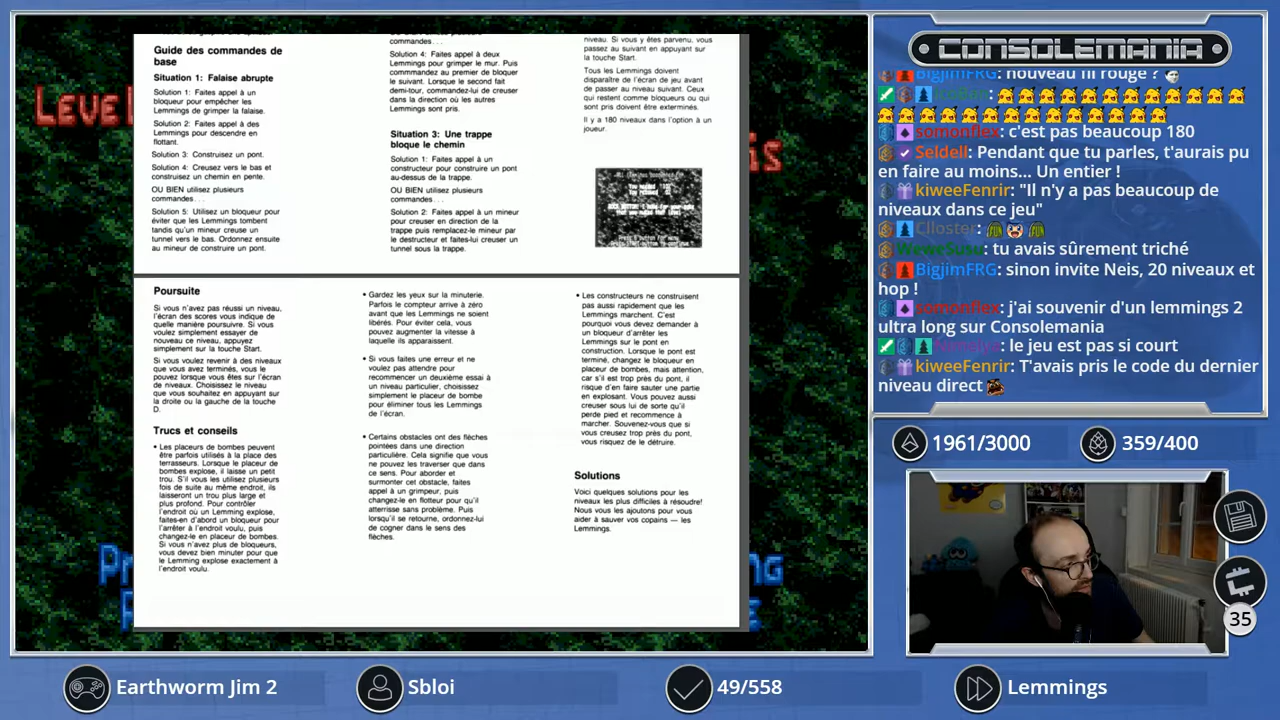 Guide des commandes de
base
Situation 1: Falaise abrupte
Solution 1: Faites appel à un
bloqueur pour empêcher les
Lemmings de grimper la falaise.
Solution 2: Faites appel à des
Lemmings pour descendre en
flottant.
Solution 3: Construisez un pont.
Solution 4: Creusez vers le bas et
construisez un chemin en pente.
OU BIEN utilisez plusieurs
commandes . . .
Solution 5: Utilisez un bloqueur pour
éviter que les Lemmings tombent
tandis qu'un mineur creuse un
tunnel vers le bas. Ordonnez ensuite
au mineur de construire un pont.
commandes . . .
Solution 4: Faites appel à deux
Lemmings pour grimper le mur. Puis
commandez au premier de bloquer
le suivant. Lorsque le second fait
demi-tour, commandez-lui de creuser
dans la direction où les autres
Lemmings sont pris.
Situation 3: Une trappe
bloque le chemin
Solution 1: Faites appel à un
constructeur pour construire un pont
au-dessus de la trappe.
OU BIEN utilisez plusieurs
commandes . . .
Solution 2: Faites appel à un mineur
pour creuser en direction de la
trappe puis remplacez-le mineur par
le destructeur et faites-lui creuser un
tunnel sous la trappe.
niveau. Si vous y êtes parvenu, vous
passez au suivant en appuyant sur
la touche Start.
Tous les Lemmings doivent
disparaître de l'écran de jeu avant
de passer au niveau suivant. Ceux
qui restent comme bloqueurs ou qui
sont pris doivent être exterminés.
Il y a 180 niveaux dans l'option à un
joueur.
Poursuite
Si vous n'avez pas réussi un niveau,
l'écran des scores vous indique de
quelle manière poursuivre. Si vous
voulez simplement essayer de
nouveau ce niveau, appuyez
simplement sur la touche Start.
Si vous voulez revenir à des niveaux
que vous avez terminés, vous le
pouvez lorsque vous êtes sur l'écran
de niveaux. Choisissez le niveau
que vous souhaitez en appuyant sur
la droite ou la gauche de la touche
D.
Trucs et conseils
• Les placeurs de bombes peuvent
être parfois utilisés à la place des
terrasseurs. Lorsque le placeur de
bombes explose, il laisse un petit
trou. S'il vous les utilisez plusieurs
fois de suite au même endroit, ils
laisseront un trou plus large et
plus profond. Pour contrôler
l'endroit où un Lemming explose,
faites-en d'abord un bloqueur pour
l'arrêter à l'endroit voulu, puis
changez-le en placeur de bombes.
Si vous n'avez plus de bloqueurs,
vous devez bien minuter pour que
le Lemming explose exactement à
l'endroit voulu.
• Gardez les yeux sur la minuterie.
Parfois le compteur arrive à zéro
avant que les Lemmings ne soient
libérés. Pour éviter cela, vous
pouvez augmenter la vitesse à
laquelle ils apparaissent.
• Si vous faites une erreur et ne
voulez pas attendre pour
recommencer un deuxième essai à
un niveau particulier, choisissez
simplement le placeur de bombe
pour éliminer tous les Lemmings
de l'écran.
• Certains obstacles ont des flèches
pointées dans une direction
particulière. Cela signifie que vous
ne pouvez les traverser que dans
ce sens. Pour aborder et
surmonter cet obstacle, faites
appel à un grimpeur, puis
changez-le en flotteur pour qu'il
atterrisse sans problème. Puis
lorsqu'il se retourne, ordonnez-lui
de cogner dans le sens des
flèches.
• Les constructeurs ne construisent
pas aussi rapidement que les
Lemmings marchent. C'est
pourquoi vous devez demander à
un bloqueur d'arrêter les
Lemmings sur le pont en
construction. Lorsque le pont est
terminé, changez le bloqueur en
placeur de bombes, mais attention,
car s'il est trop près du pont, il
risque d'en faire sauter une partie
en explosant. Vous pouvez aussi
creuser sous lui de sorte qu'il
perde pied et recommence à
marcher. Souvenez-vous que si
vous creusez trop près du pont,
vous risquez de le détruire.
Solutions
Voici quelques solutions pour les
niveaux les plus difficiles à résoudre!
Nous vous les ajoutons pour vous
aider à sauver vos copains — les
Lemmings.
CONSOLEMANIA
BigjimFRG: nouveau fil rouge ?
somonflex: c'est pas beaucoup 180
Seldell: Pendant que tu parles, t'aurais pu
en faire au moins... Un entier !
kiweeFenrir: "Il n'y a pas beaucoup de
niveaux dans ce jeu"
Clloster:
WeweSusu: tu avais sûrement triché
BigjimFRG: sinon invite Neis, 20 niveaux et
hop !
somonflex: j'ai souvenir d'un lemmings 2
ultra long sur Consolemania
: le jeu est pas si court
kiweeFenrir: T'avais pris le code du dernier
niveau direct
1961/3000
359/400
35
Earthworm Jim 2
Sbloi
49/558
Lemmings